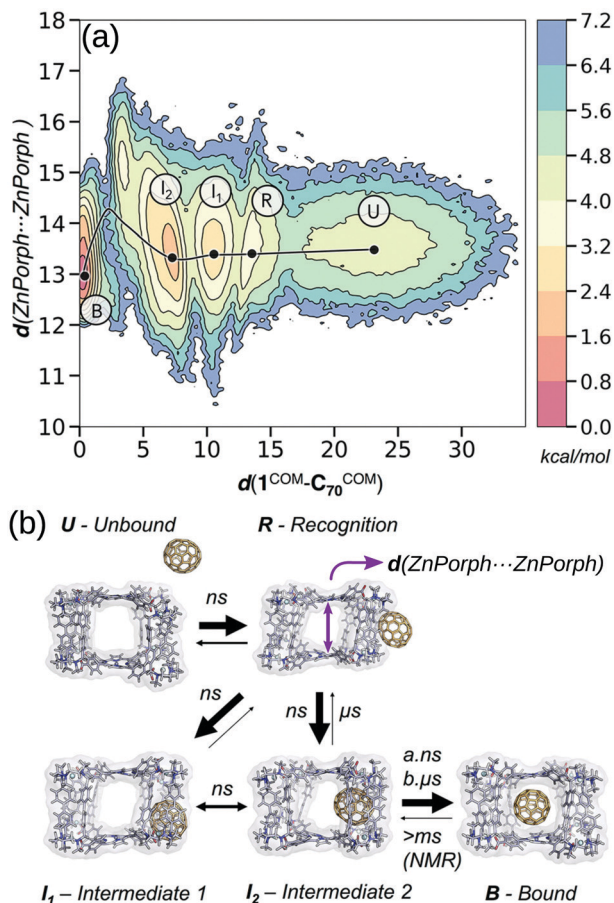 (a)
18
17
16
15
14
13
12
11
10
d(ZnPorph···ZnPorph)
I₂
I₁
R
U
B
0 5 10 15 20 25 30
d(1ᶜᴼᴹ-C₇₀ᶜᴼᴹ)
7.2
6.4
5.6
4.8
4.0
3.2
2.4
1.6
0.8
0.0
kcal/mol
(b)
U - Unbound
R - Recognition
d(ZnPorph···ZnPorph)
ns
ns
ns
µs
ns
a.ns
b.µs
>ms
(NMR)
I₁ – Intermediate 1
I₂ – Intermediate 2
B - Bound